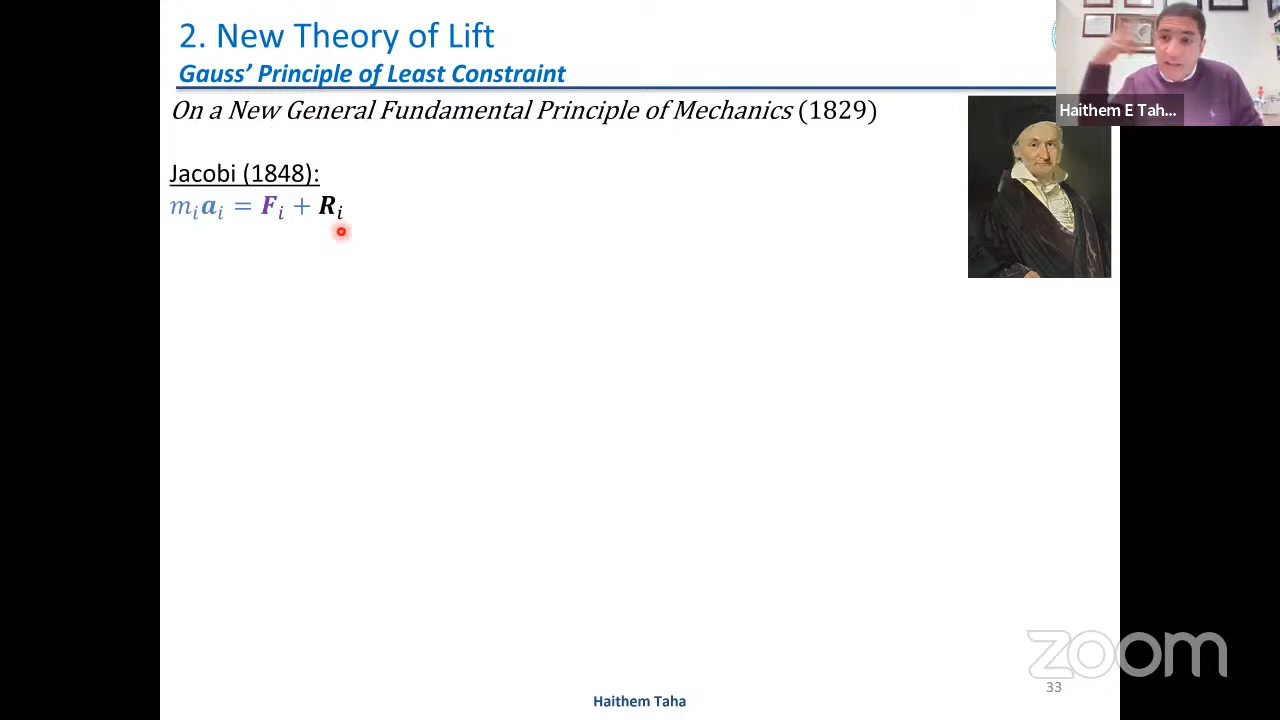 2. New Theory of Lift
Gauss’ Principle of Least Constraint
On a New General Fundamental Principle of Mechanics (1829)
Haithem E Tah...
Jacobi (1848):
mᵢaᵢ = Fᵢ + Rᵢ
zoom
33
Haithem Taha